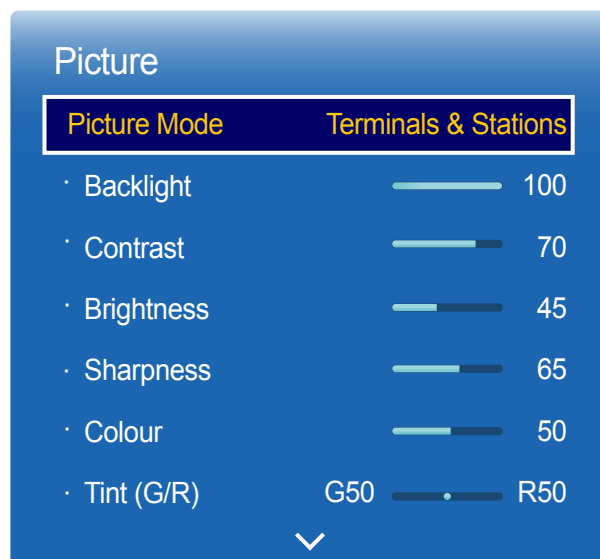 Picture
Picture Mode Terminals & Stations
· Backlight 100
· Contrast 70
· Brightness 45
· Sharpness 65
· Colour 50
· Tint (G/R) G50 R50